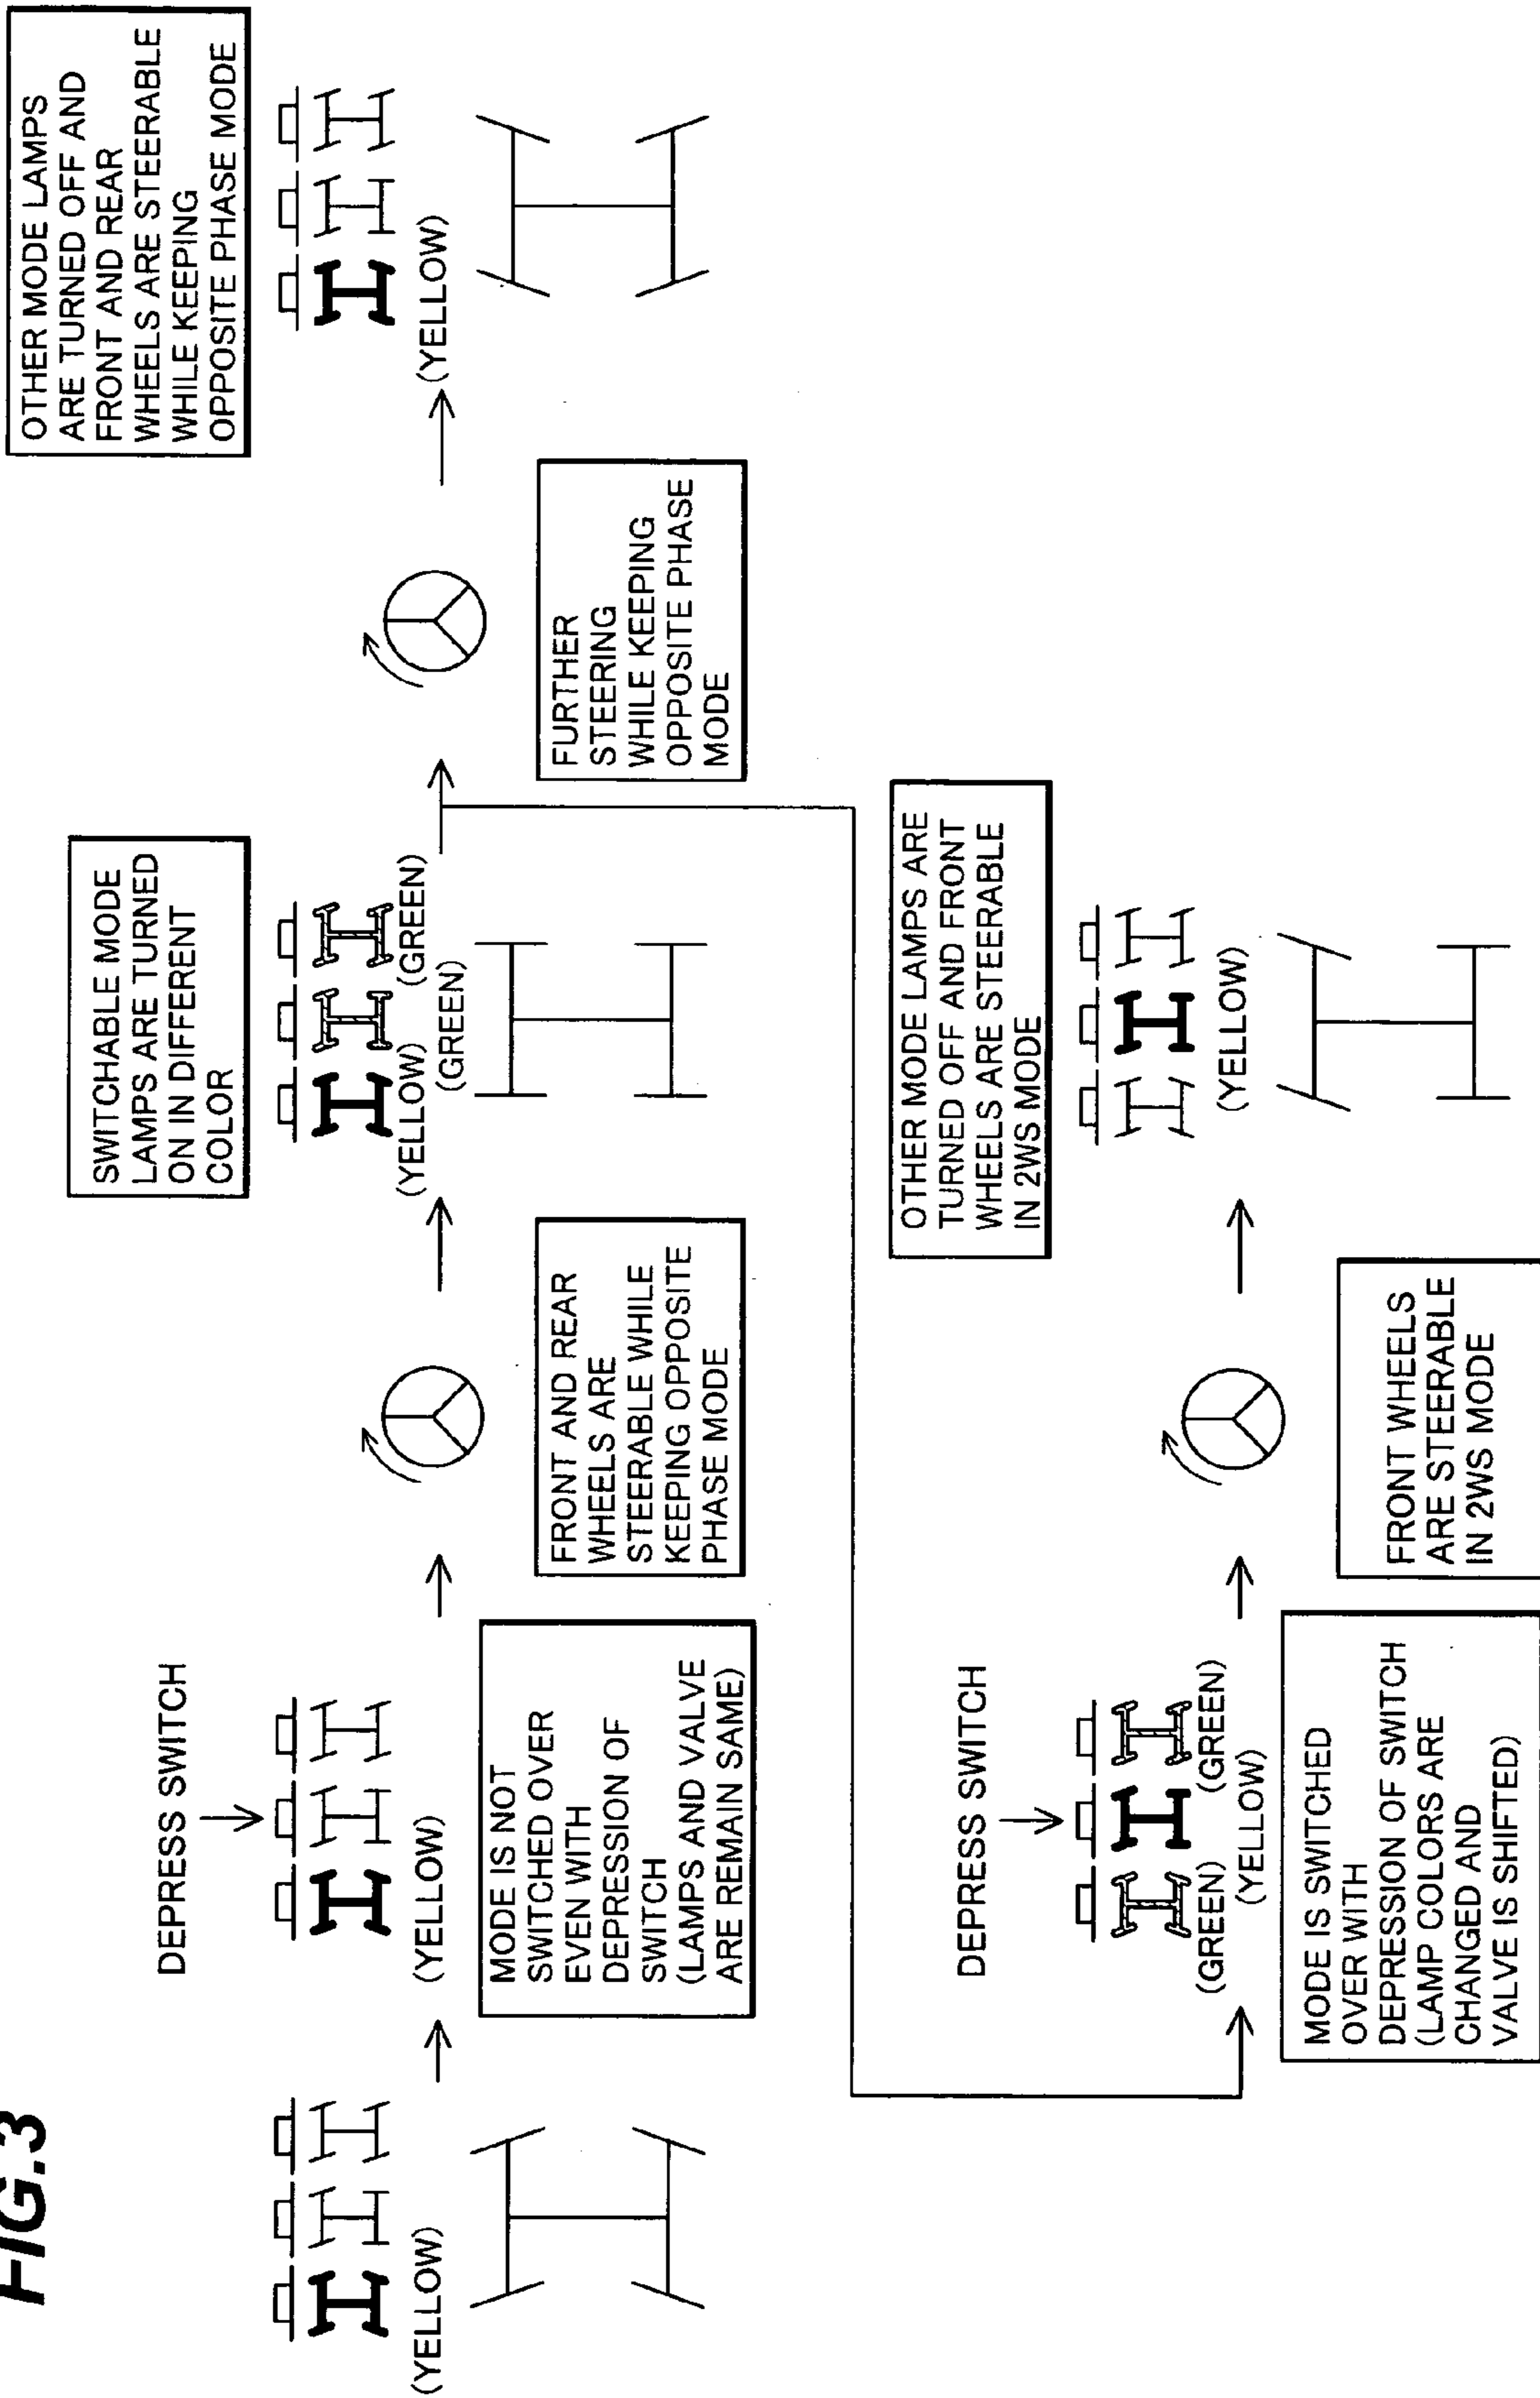 FIG.3
(YELLOW)
DEPRESS SWITCH
(YELLOW)
MODE IS NOT
SWITCHED OVER
EVEN WITH
DEPRESSION OF
SWITCH
(LAMPS AND VALVE
ARE REMAIN SAME)
FRONT AND REAR
WHEELS ARE
STEERABLE WHILE
KEEPING OPPOSITE
PHASE MODE
SWITCHABLE MODE
LAMPS ARE TURNED
ON IN DIFFERENT
COLOR
(YELLOW) (GREEN)
(GREEN)
FURTHER
STEERING
WHILE KEEPING
OPPOSITE PHASE
MODE
OTHER MODE LAMPS
ARE TURNED OFF AND
FRONT AND REAR
WHEELS ARE STEERABLE
WHILE KEEPING
OPPOSITE PHASE MODE
(YELLOW)
DEPRESS SWITCH
(GREEN) (GREEN)
(YELLOW)
MODE IS SWITCHED
OVER WITH
DEPRESSION OF SWITCH
(LAMP COLORS ARE
CHANGED AND
VALVE IS SHIFTED)
FRONT WHEELS
ARE STEERABLE
IN 2WS MODE
OTHER MODE LAMPS ARE
TURNED OFF AND FRONT
WHEELS ARE STEERABLE
IN 2WS MODE
(YELLOW)